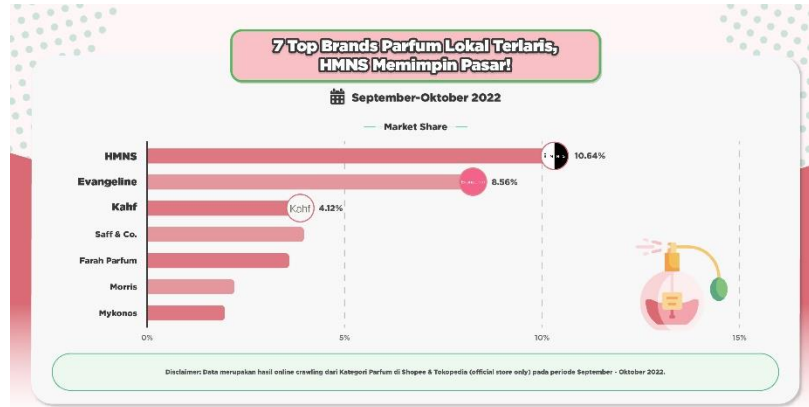 7 Top Brands Parfum Lokal Terlaris,
HMNS Memimpin Pasar!
September-Oktober 2022
Market Share
HMNS
10.64%
Evangeline
8.56%
Kahf
Kahf
4.12%
Saff & Co.
Farah Parfum
Morris
Mykonos
0%
5%
10%
15%
Disclaimer: Data merupakan hasil online crawling dari Kategori Parfum di Shopee & Tokopedia (official store only) pada periode September - Oktober 2022.